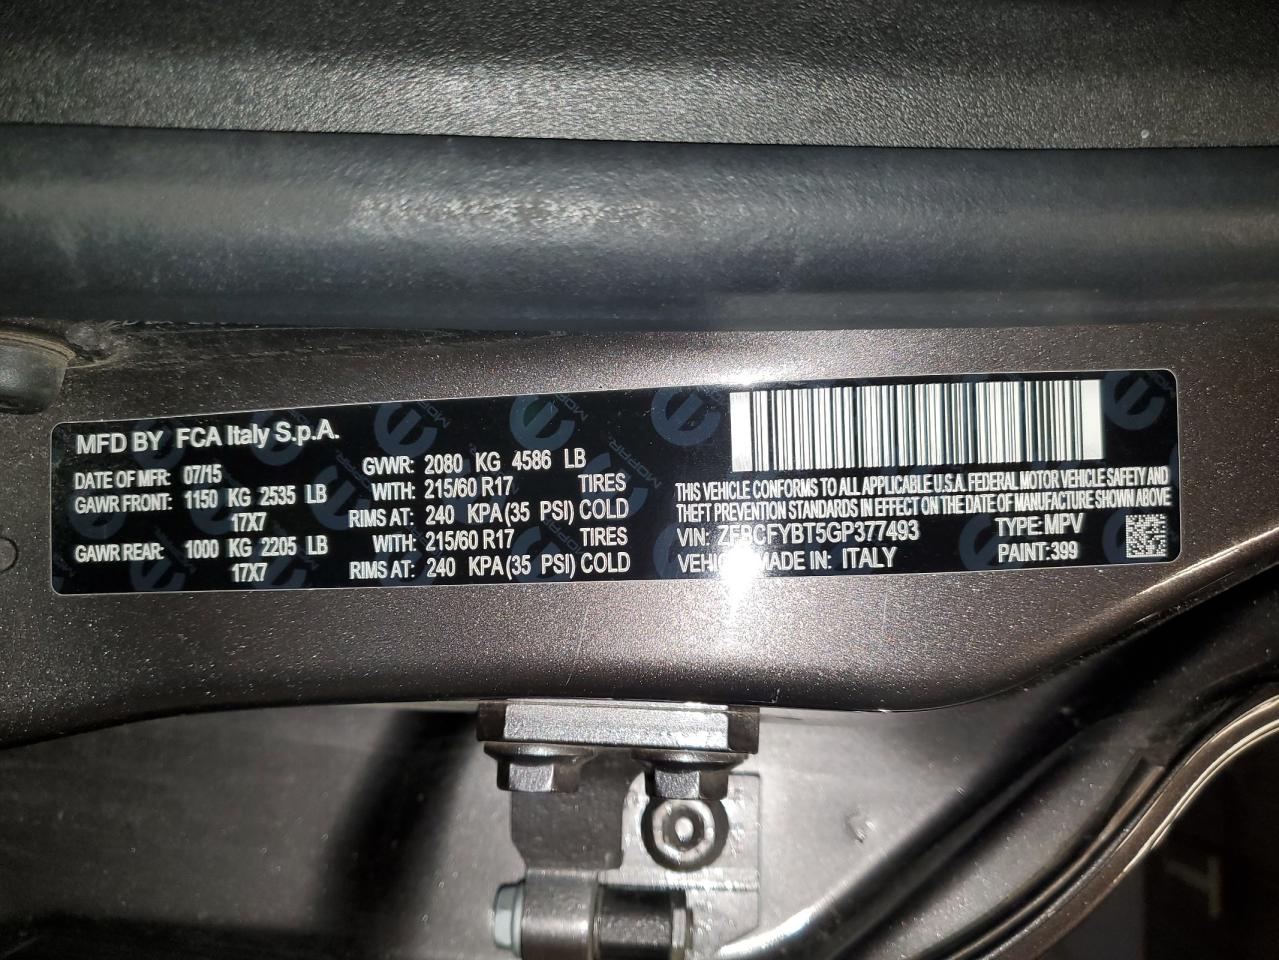 MFD BY FCA Italy S.p.A.
DATE OF MFR: 07/15 GVWR: 2080 KG 4586 LB
GAWR FRONT: 1150 KG 2535 LB WITH: 215/60 R17 TIRES
17X7 RIMS AT: 240 KPA(35 PSI) COLD
GAWR REAR: 1000 KG 2205 LB WITH: 215/60 R17 TIRES
17X7 RIMS AT: 240 KPA(35 PSI) COLD
THIS VEHICLE CONFORMS TO ALL APPLICABLE U.S.A. FEDERAL MOTOR VEHICLE SAFETY AND
THEFT PREVENTION STANDARDS IN EFFECT ON THE DATE OF MANUFACTURE SHOWN ABOVE
VIN: ZFBCFYBT5GP377493 TYPE: MPV
VEHICLE MADE IN: ITALY PAINT: 399